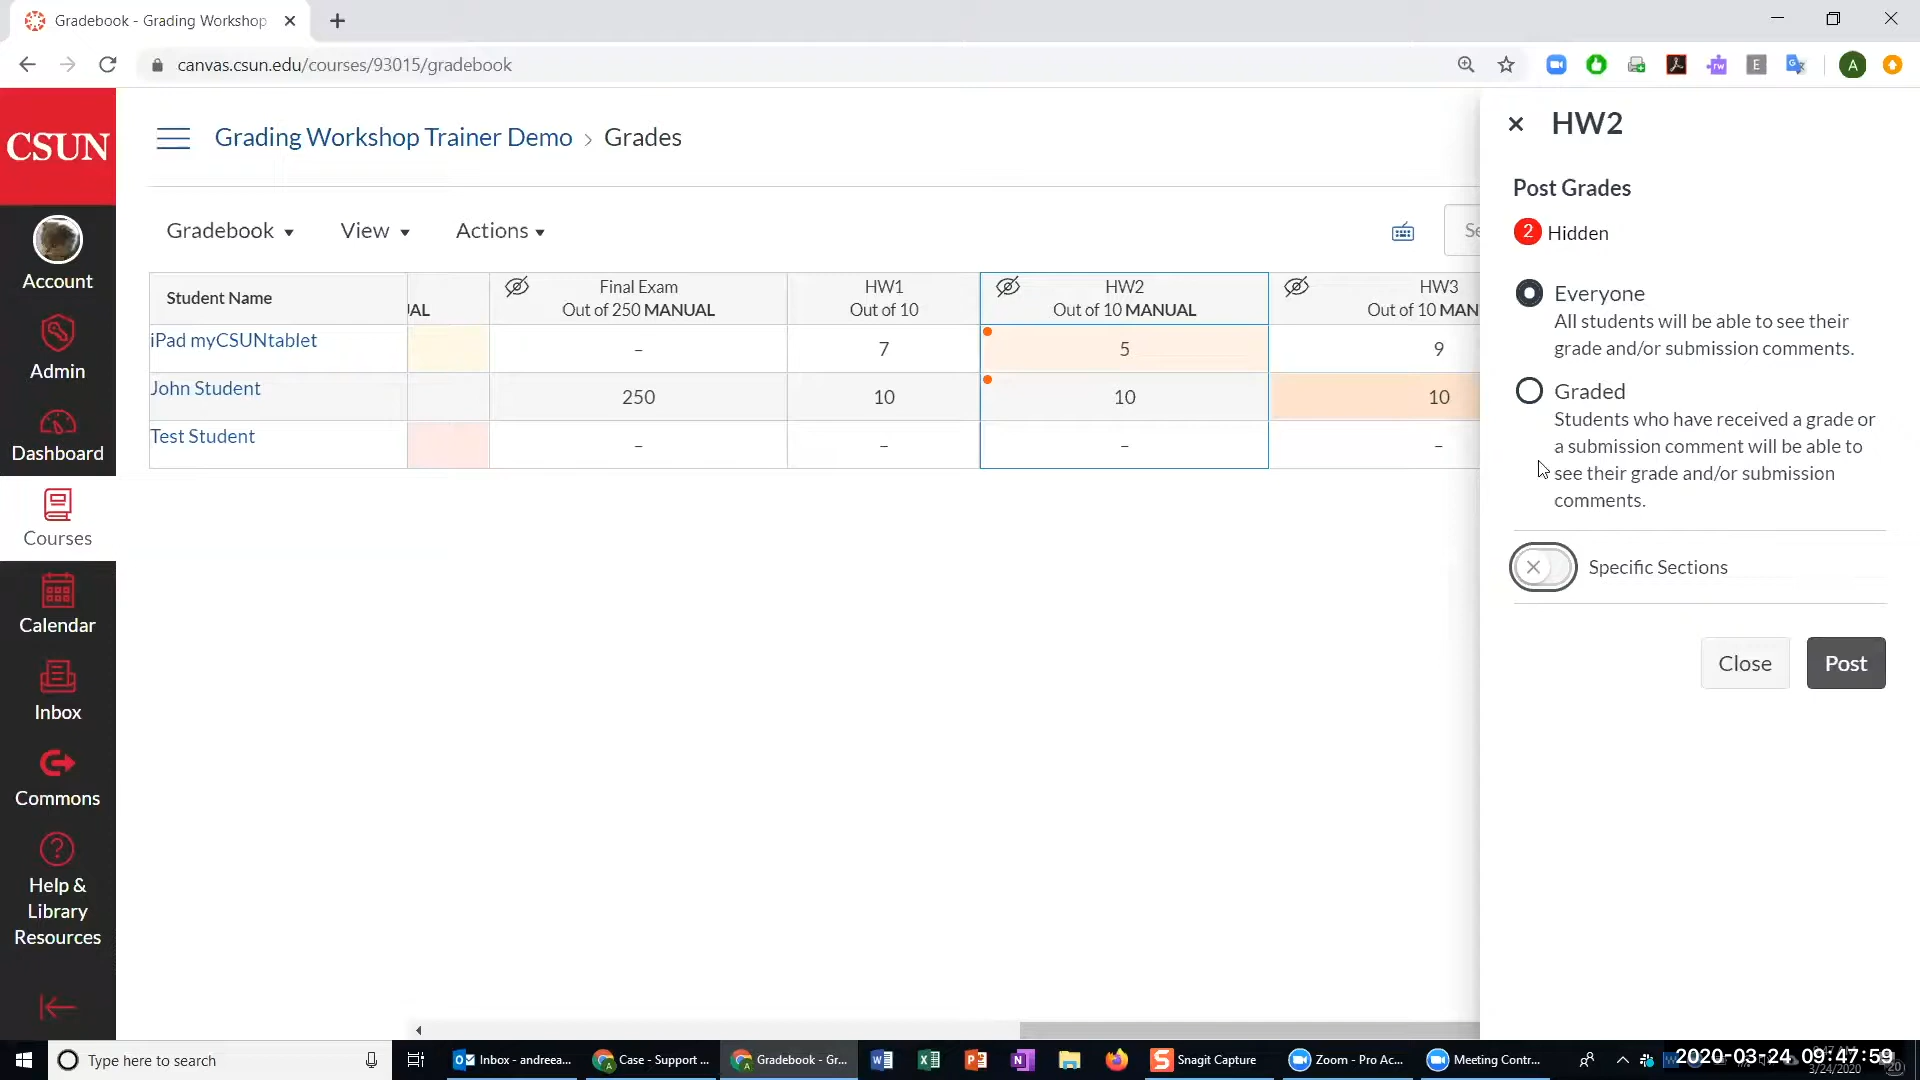 Gradebook - Grading Workshop
canvas.csun.edu/courses/93015/gradebook
A
CSUN
Account
Admin
Dashboard
Courses
Calendar
Inbox
Commons
Help &
Library
Resources
Grading Workshop Trainer Demo › Grades
Gradebook
View
Actions
Se
Student Name
IAL
Final Exam
Out of 250 MANUAL
HW1
Out of 10
HW2
Out of 10 MANUAL
HW3
Out of 10 MAN
iPad myCSUNtablet
–
7
5
9
John Student
250
10
10
10
Test Student
–
–
–
–
HW2
Post Grades
2 Hidden
Everyone
All students will be able to see their
grade and/or submission comments.
Graded
Students who have received a grade or
a submission comment will be able to
see their grade and/or submission
comments.
Specific Sections
Close
Post
Type here to search
Inbox - andreea...
Case - Support ...
Gradebook - Gr...
Snagit Capture
Zoom - Pro Ac...
Meeting Contr...
2020-03-24 09:47:59
3/24/2020
20